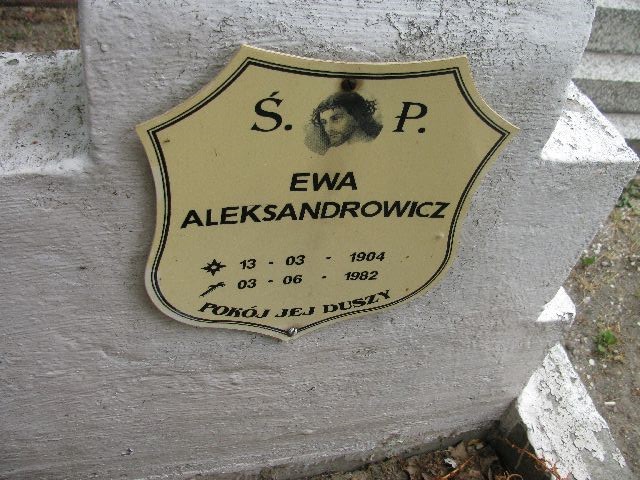 Ś. P.
EWA
ALEKSANDROWICZ
13 - 03 - 1904
03 - 06 - 1982
POKÓJ JEJ DUSZY